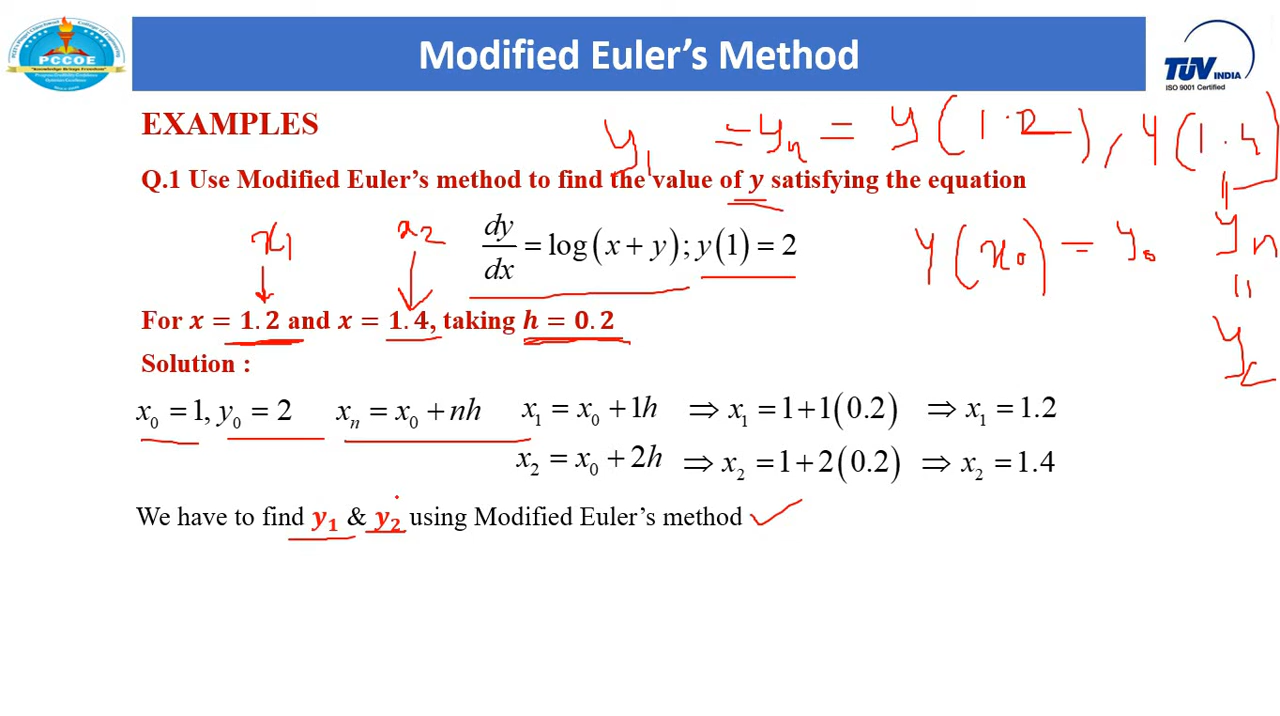 Modified Euler's Method
PCCOE
TÜV INDIA
ISO 9001 Certified
EXAMPLES
y₁ = yₙ = y(1.2), y(1.4)
Q.1 Use Modified Euler's method to find the value of y satisfying the equation
x₁ x₂ dy/dx = log(x + y); y(1) = 2 y(x₀) = y₀ yₙ
For x = 1.2 and x = 1.4, taking h = 0.2 = y₂
Solution :
x₀ = 1, y₀ = 2 xₙ = x₀ + nh x₁ = x₀ + 1h ⇒ x₁ = 1 + 1(0.2) ⇒ x₁ = 1.2
x₂ = x₀ + 2h ⇒ x₂ = 1 + 2(0.2) ⇒ x₂ = 1.4
We have to find y₁ & y₂ using Modified Euler's method